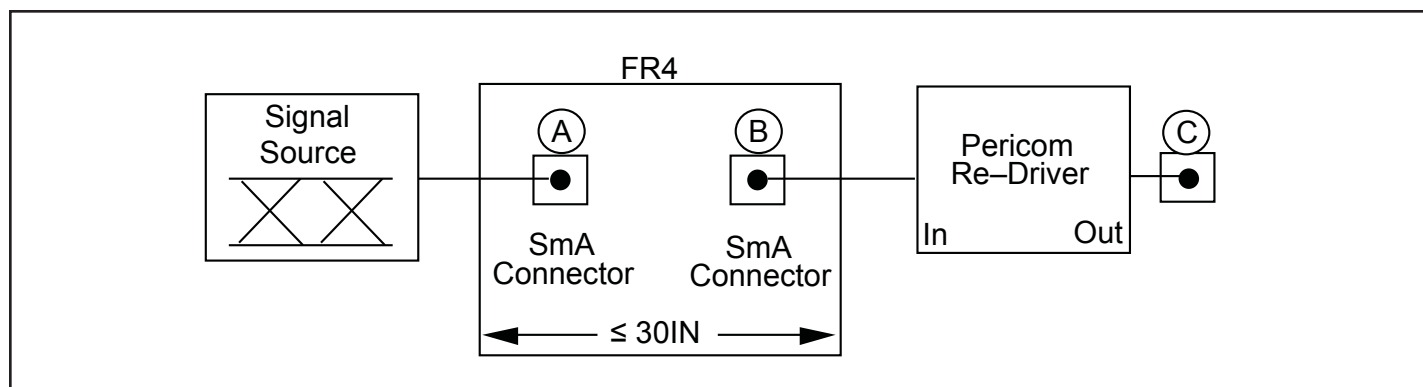 FR4
Signal
Source
A
B
C
Pericom
Re–Driver
In
Out
SmA
Connector
SmA
Connector
≤ 30IN